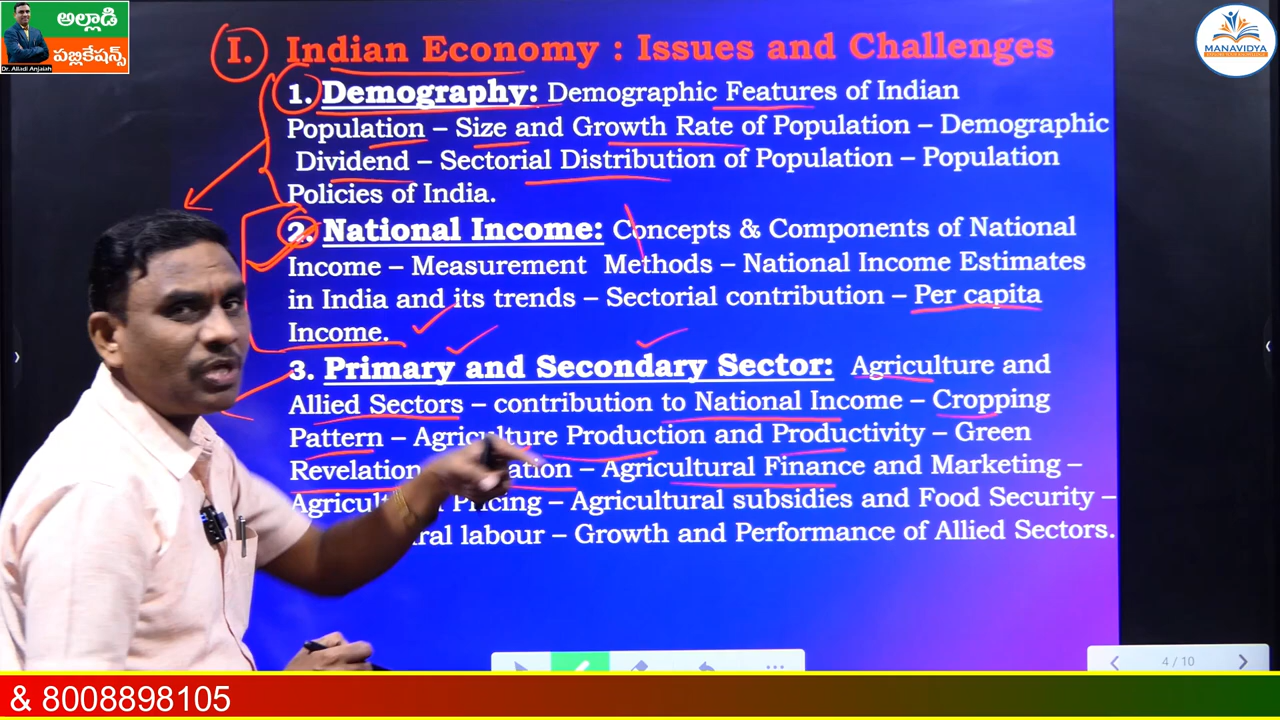 అల్లాడి
పబ్లికేషన్స్
Dr. Alladi Anjaiah
MANAVIDYA
I. Indian Economy : Issues and Challenges
1. Demography: Demographic Features of Indian
Population – Size and Growth Rate of Population – Demographic
Dividend – Sectorial Distribution of Population – Population
Policies of India.
2. National Income: Concepts & Components of National
Income – Measurement Methods – National Income Estimates
in India and its trends – Sectorial contribution – Per capita
Income.
3. Primary and Secondary Sector: Agriculture and
Allied Sectors – contribution to National Income – Cropping
Pattern – Agriculture Production and Productivity – Green
Revelation – Agricultural Finance and Marketing –
Pricing – Agricultural subsidies and Food Security –
labour – Growth and Performance of Allied Sectors.
4 / 10
& 8008898105